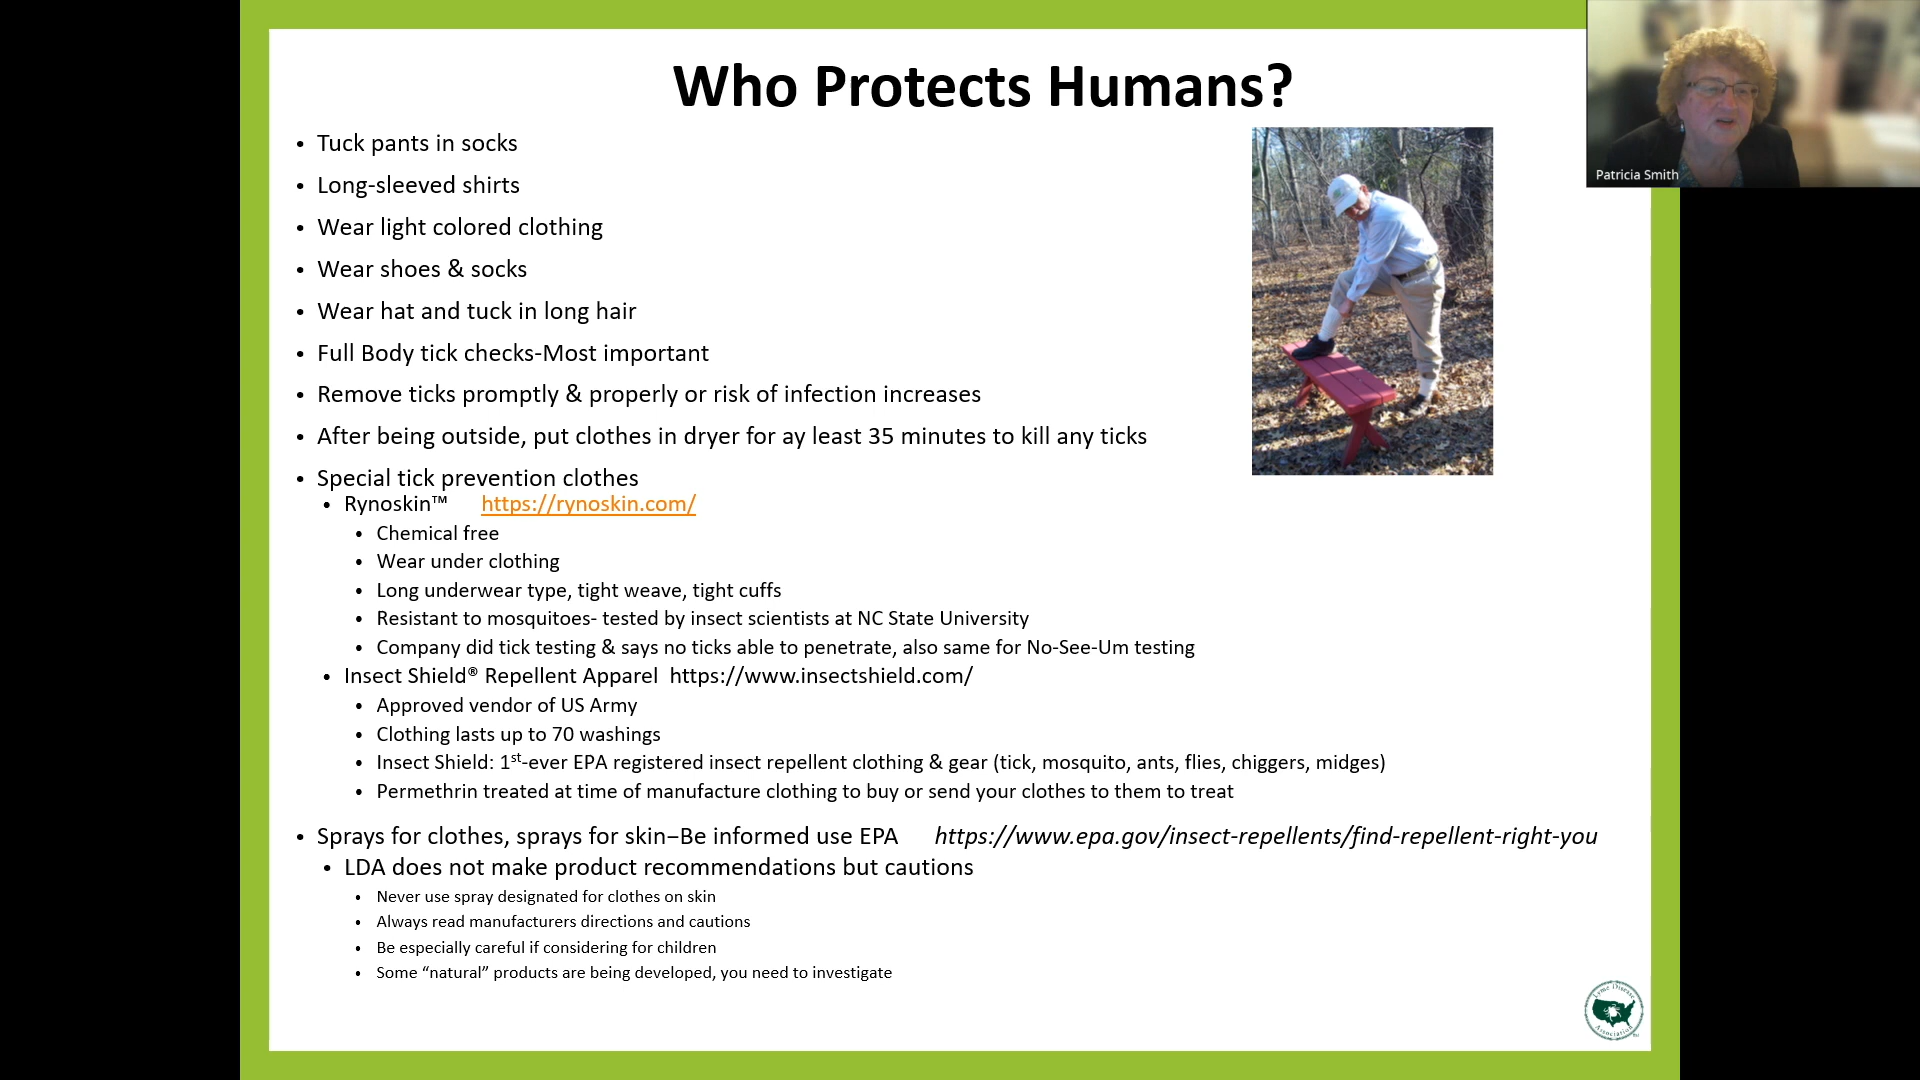 Who Protects Humans?
Patricia Smith
• Tuck pants in socks
• Long-sleeved shirts
• Wear light colored clothing
• Wear shoes & socks
• Wear hat and tuck in long hair
• Full Body tick checks-Most important
• Remove ticks promptly & properly or risk of infection increases
• After being outside, put clothes in dryer for ay least 35 minutes to kill any ticks
• Special tick prevention clothes
• Rynoskin™ https://rynoskin.com/
• Chemical free
• Wear under clothing
• Long underwear type, tight weave, tight cuffs
• Resistant to mosquitoes- tested by insect scientists at NC State University
• Company did tick testing & says no ticks able to penetrate, also same for No-See-Um testing
• Insect Shield® Repellent Apparel https://www.insectshield.com/
• Approved vendor of US Army
• Clothing lasts up to 70 washings
• Insect Shield: 1st-ever EPA registered insect repellent clothing & gear (tick, mosquito, ants, flies, chiggers, midges)
• Permethrin treated at time of manufacture clothing to buy or send your clothes to them to treat
• Sprays for clothes, sprays for skin–Be informed use EPA https://www.epa.gov/insect-repellents/find-repellent-right-you
• LDA does not make product recommendations but cautions
• Never use spray designated for clothes on skin
• Always read manufacturers directions and cautions
• Be especially careful if considering for children
• Some “natural” products are being developed, you need to investigate
Lyme Disease
Association